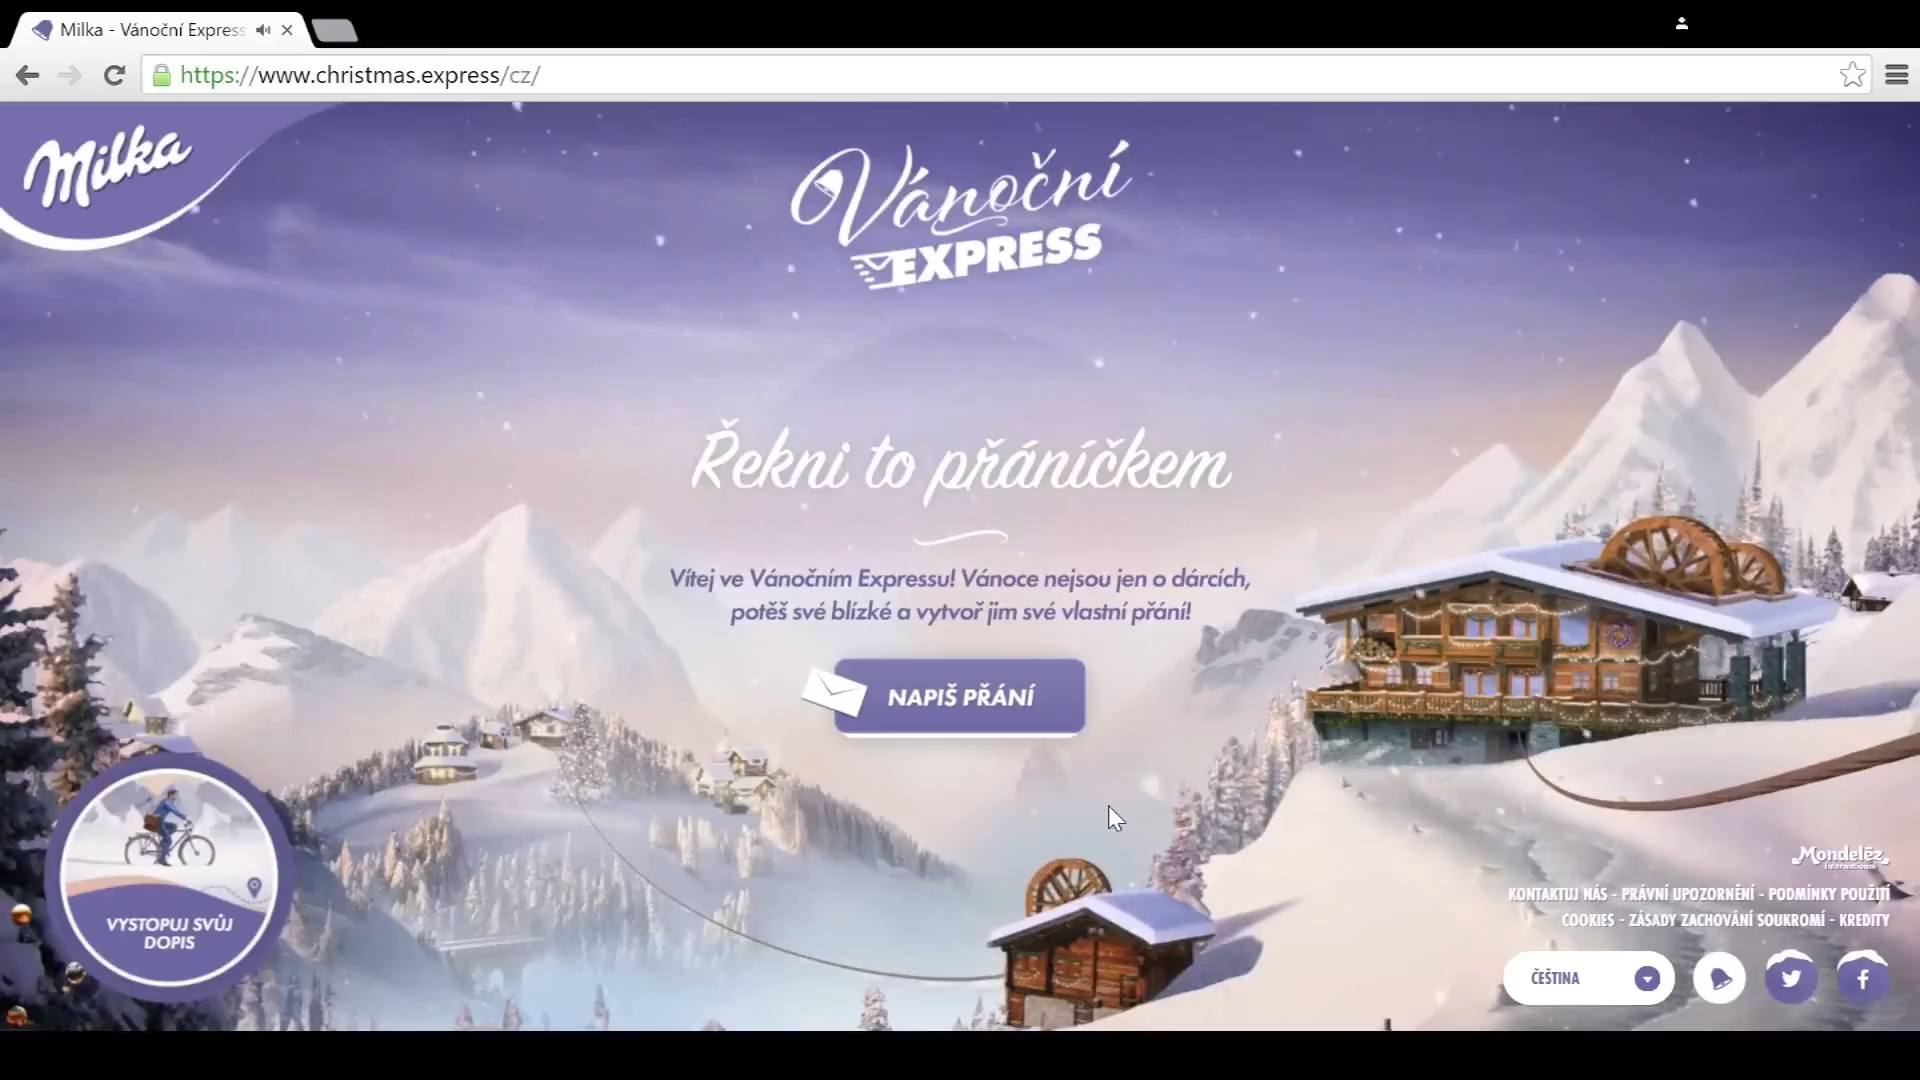 Milka - Vánoční Express
https://www.christmas.express/cz/
Milka
Vánoční
EXPRESS
Řekni to přáníčkem
Vítej ve Vánočním Expressu! Vánoce nejsou jen o dárcích,
potěš své blízké a vytvoř jim své vlastní přání!
NAPIŠ PŘÁNÍ
VYSTOPUJ SVŮJ
DOPIS
Mondelēz
International
KONTAKTUJ NÁS - PRÁVNÍ UPOZORNĚNÍ - PODMÍNKY POUŽITÍ
COOKIES - ZÁSADY ZACHOVÁNÍ SOUKROMÍ - KREDITY
ČEŠTINA